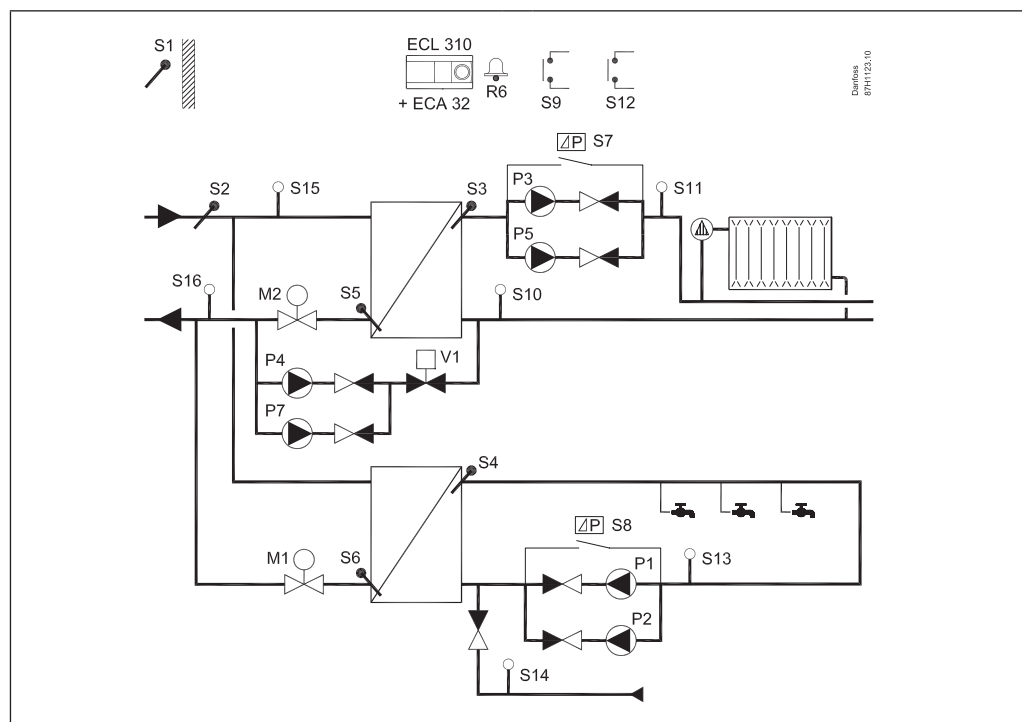 S1
ECL 310
+ ECA 32
R6
S9
S12
Danfoss
87H1123.10
⊿P S7
S2
S15
S3
P3
S11
P5
S16
M2
S5
S10
P4
V1
P7
S4
⊿P S8
M1
S6
P1
S13
P2
S14